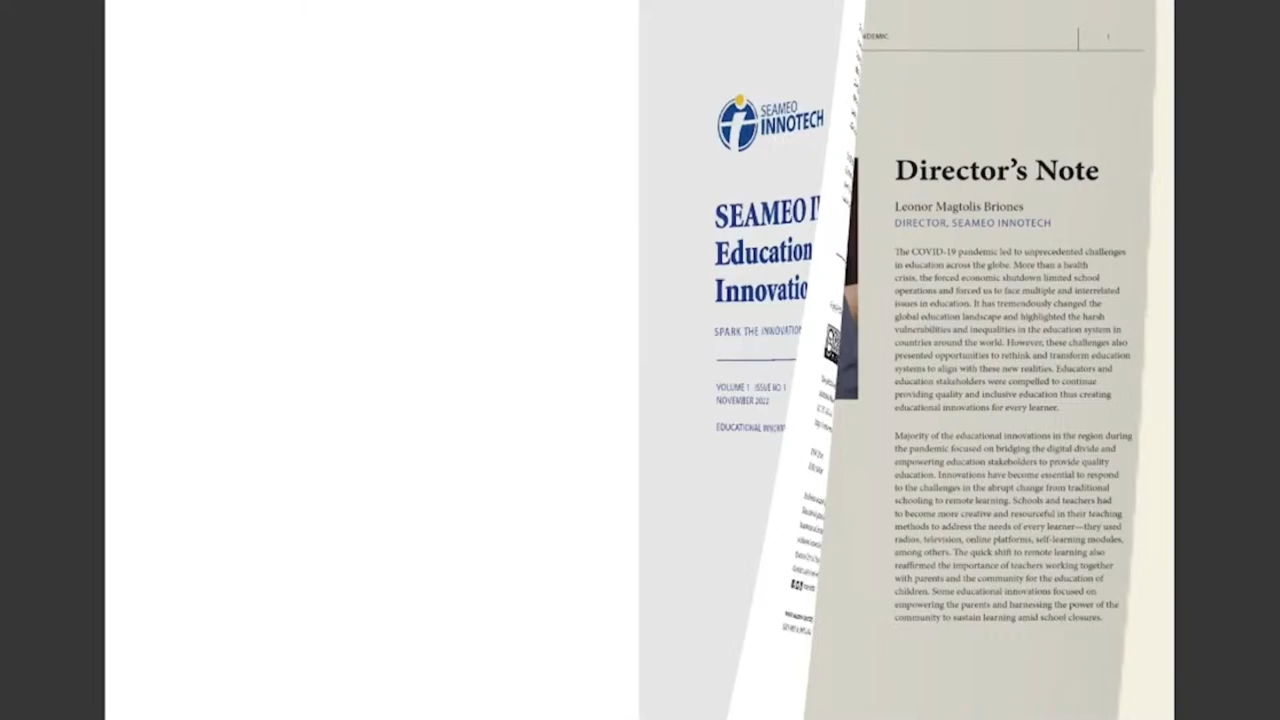 SEAMEO
INNOTECH
SEAMEO
Education
Innovatio
SPARK THE INNOVATION
VOLUME 1 ISSUE NO. 1
NOVEMBER 2022
EDUCATIONAL
NDEMIC
1
Director's Note
Leonor Magtolis Briones
DIRECTOR, SEAMEO INNOTECH
The COVID-19 pandemic led to unprecedented challenges
in education across the globe. More than a health
crisis, the forced economic shutdown limited school
operations and forced us to face multiple and interrelated
issues in education. It has tremendously changed the
global education landscape and highlighted the harsh
vulnerabilities and inequalities in the education system in
countries around the world. However, these challenges also
presented opportunities to rethink and transform education
systems to align with these new realities. Educators and
education stakeholders were compelled to continue
providing quality and inclusive education thus creating
educational innovations for every learner.
Majority of the educational innovations in the region during
the pandemic focused on bridging the digital divide and
empowering education stakeholders to provide quality
education. Innovations have become essential to respond
to the challenges in the abrupt change from traditional
schooling to remote learning. Schools and teachers had
to become more creative and resourceful in their teaching
methods to address the needs of every learner—they used
radios, television, online platforms, self-learning modules,
among others. The quick shift to remote learning also
reaffirmed the importance of teachers working together
with parents and the community for the education of
children. Some educational innovations focused on
empowering the parents and harnessing the power of the
community to sustain learning amid school closures.